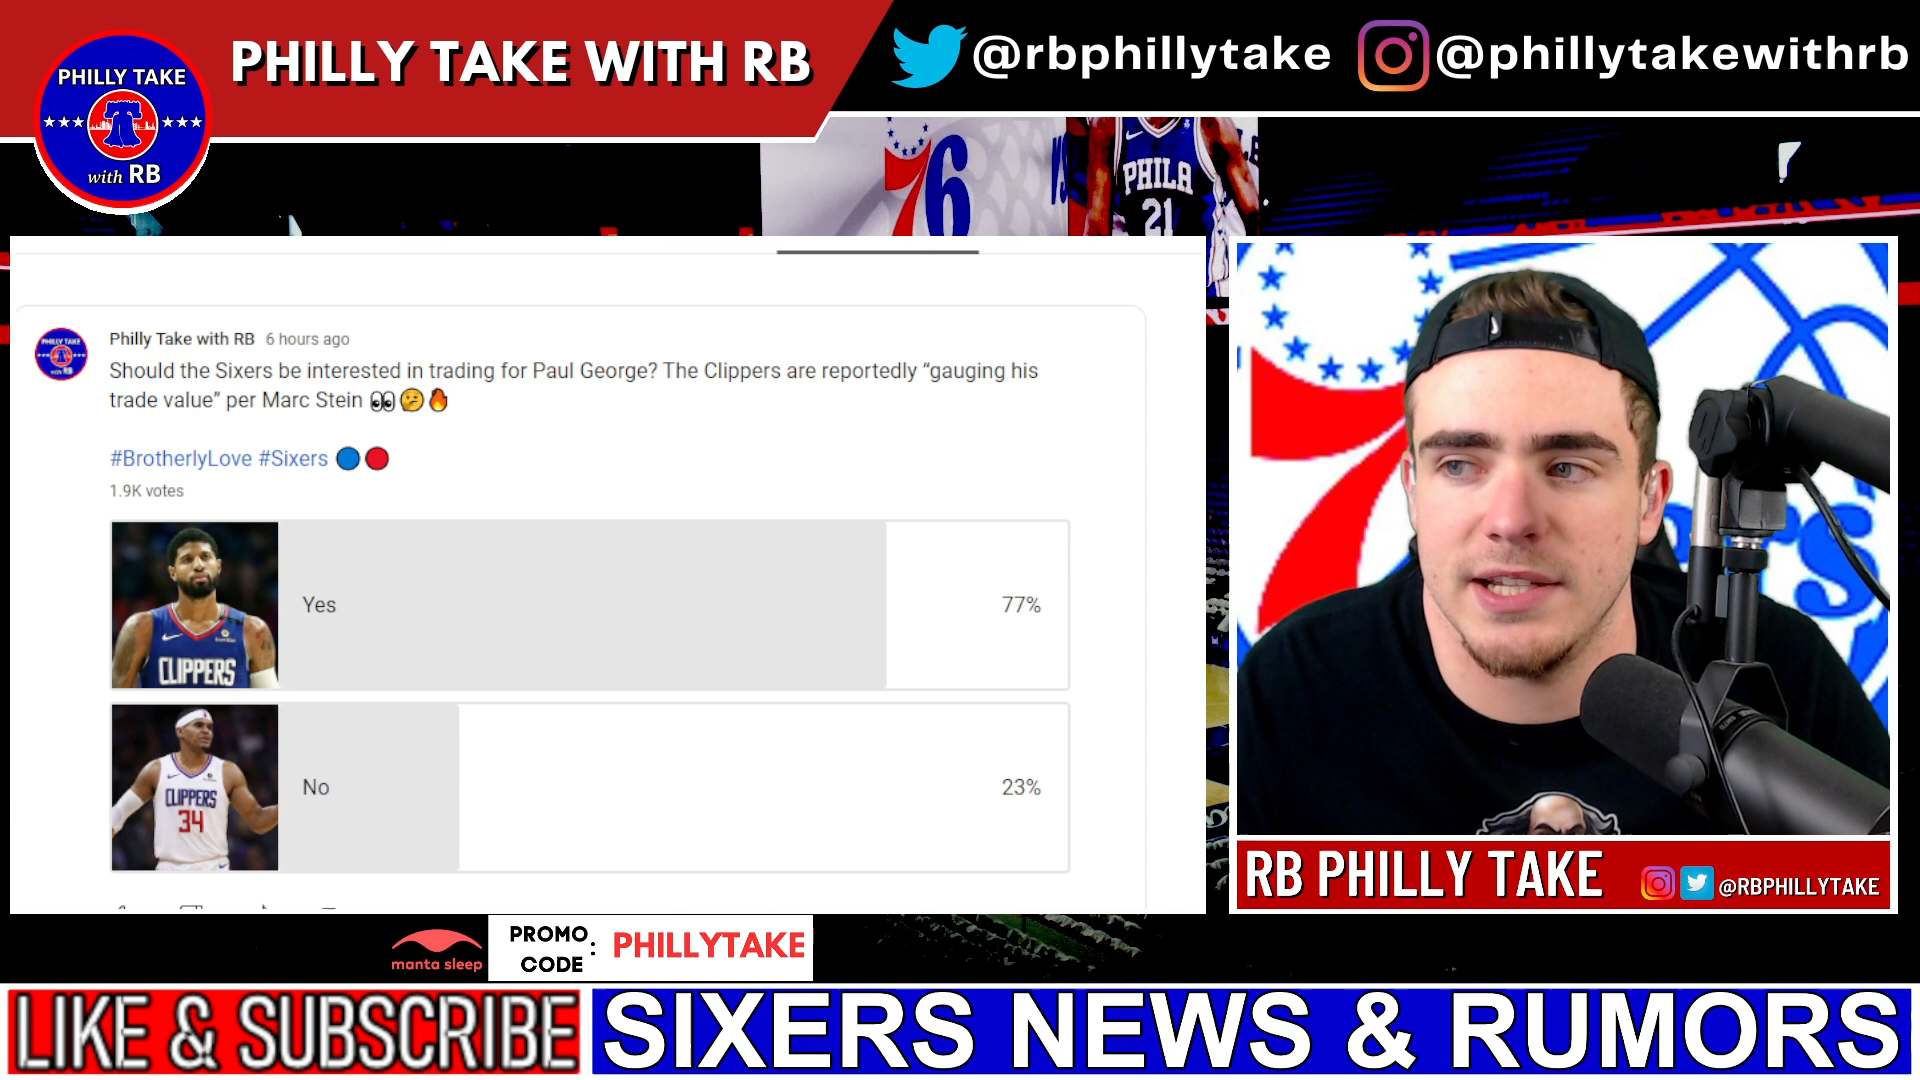 PHILLY TAKE
with RB
PHILLY TAKE WITH RB
@rbphillytake
@phillytakewithrb
76
PHILA
21
Philly Take with RB 6 hours ago
Should the Sixers be interested in trading for Paul George? The Clippers are reportedly “gauging his
trade value” per Marc Stein 👀🤔🔥
#BrotherlyLove #Sixers 🔵🔴
1.9K votes
CLIPPERS
Yes
77%
CLIPPERS
34
No
23%
RB PHILLY TAKE
@RBPHILLYTAKE
manta sleep
PROMO
CODE
:
PHILLYTAKE
LIKE & SUBSCRIBE
SIXERS NEWS & RUMORS